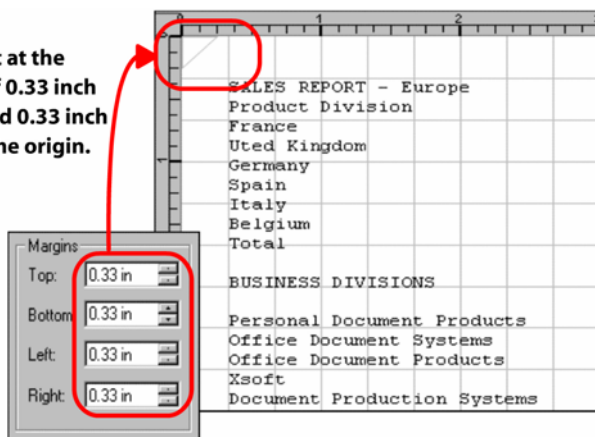 t at the
f 0.33 inch
d 0.33 inch
he origin.
0 1 2 3
1
SALES REPORT - Europe
Product Division
France
Uted Kingdom
Germany
Spain
Italy
Belgium
Total
BUSINESS DIVISIONS
Personal Document Products
Office Document Systems
Office Document Products
Xsoft
Document Production Systems
Margins
Top: 0.33 in
Bottom 0.33 in
Left: 0.33 in
Right: 0.33 in